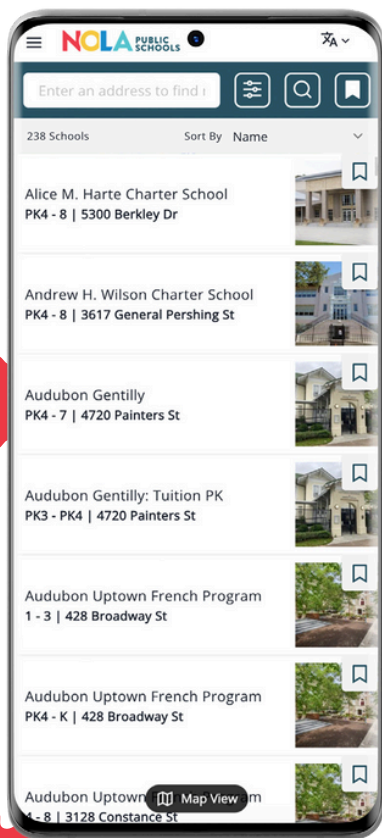 NOLA PUBLIC SCHOOLS
Enter an address to find
238 Schools Sort By Name
Alice M. Harte Charter School
PK4 - 8 | 5300 Berkley Dr
Andrew H. Wilson Charter School
PK4 - 8 | 3617 General Pershing St
Audubon Gentilly
PK4 - 7 | 4720 Painters St
Audubon Gentilly: Tuition PK
PK3 - PK4 | 4720 Painters St
Audubon Uptown French Program
1 - 3 | 428 Broadway St
Audubon Uptown French Program
PK4 - K | 428 Broadway St
Audubon Uptown
Map View
4 - 8 | 3128 Constance St